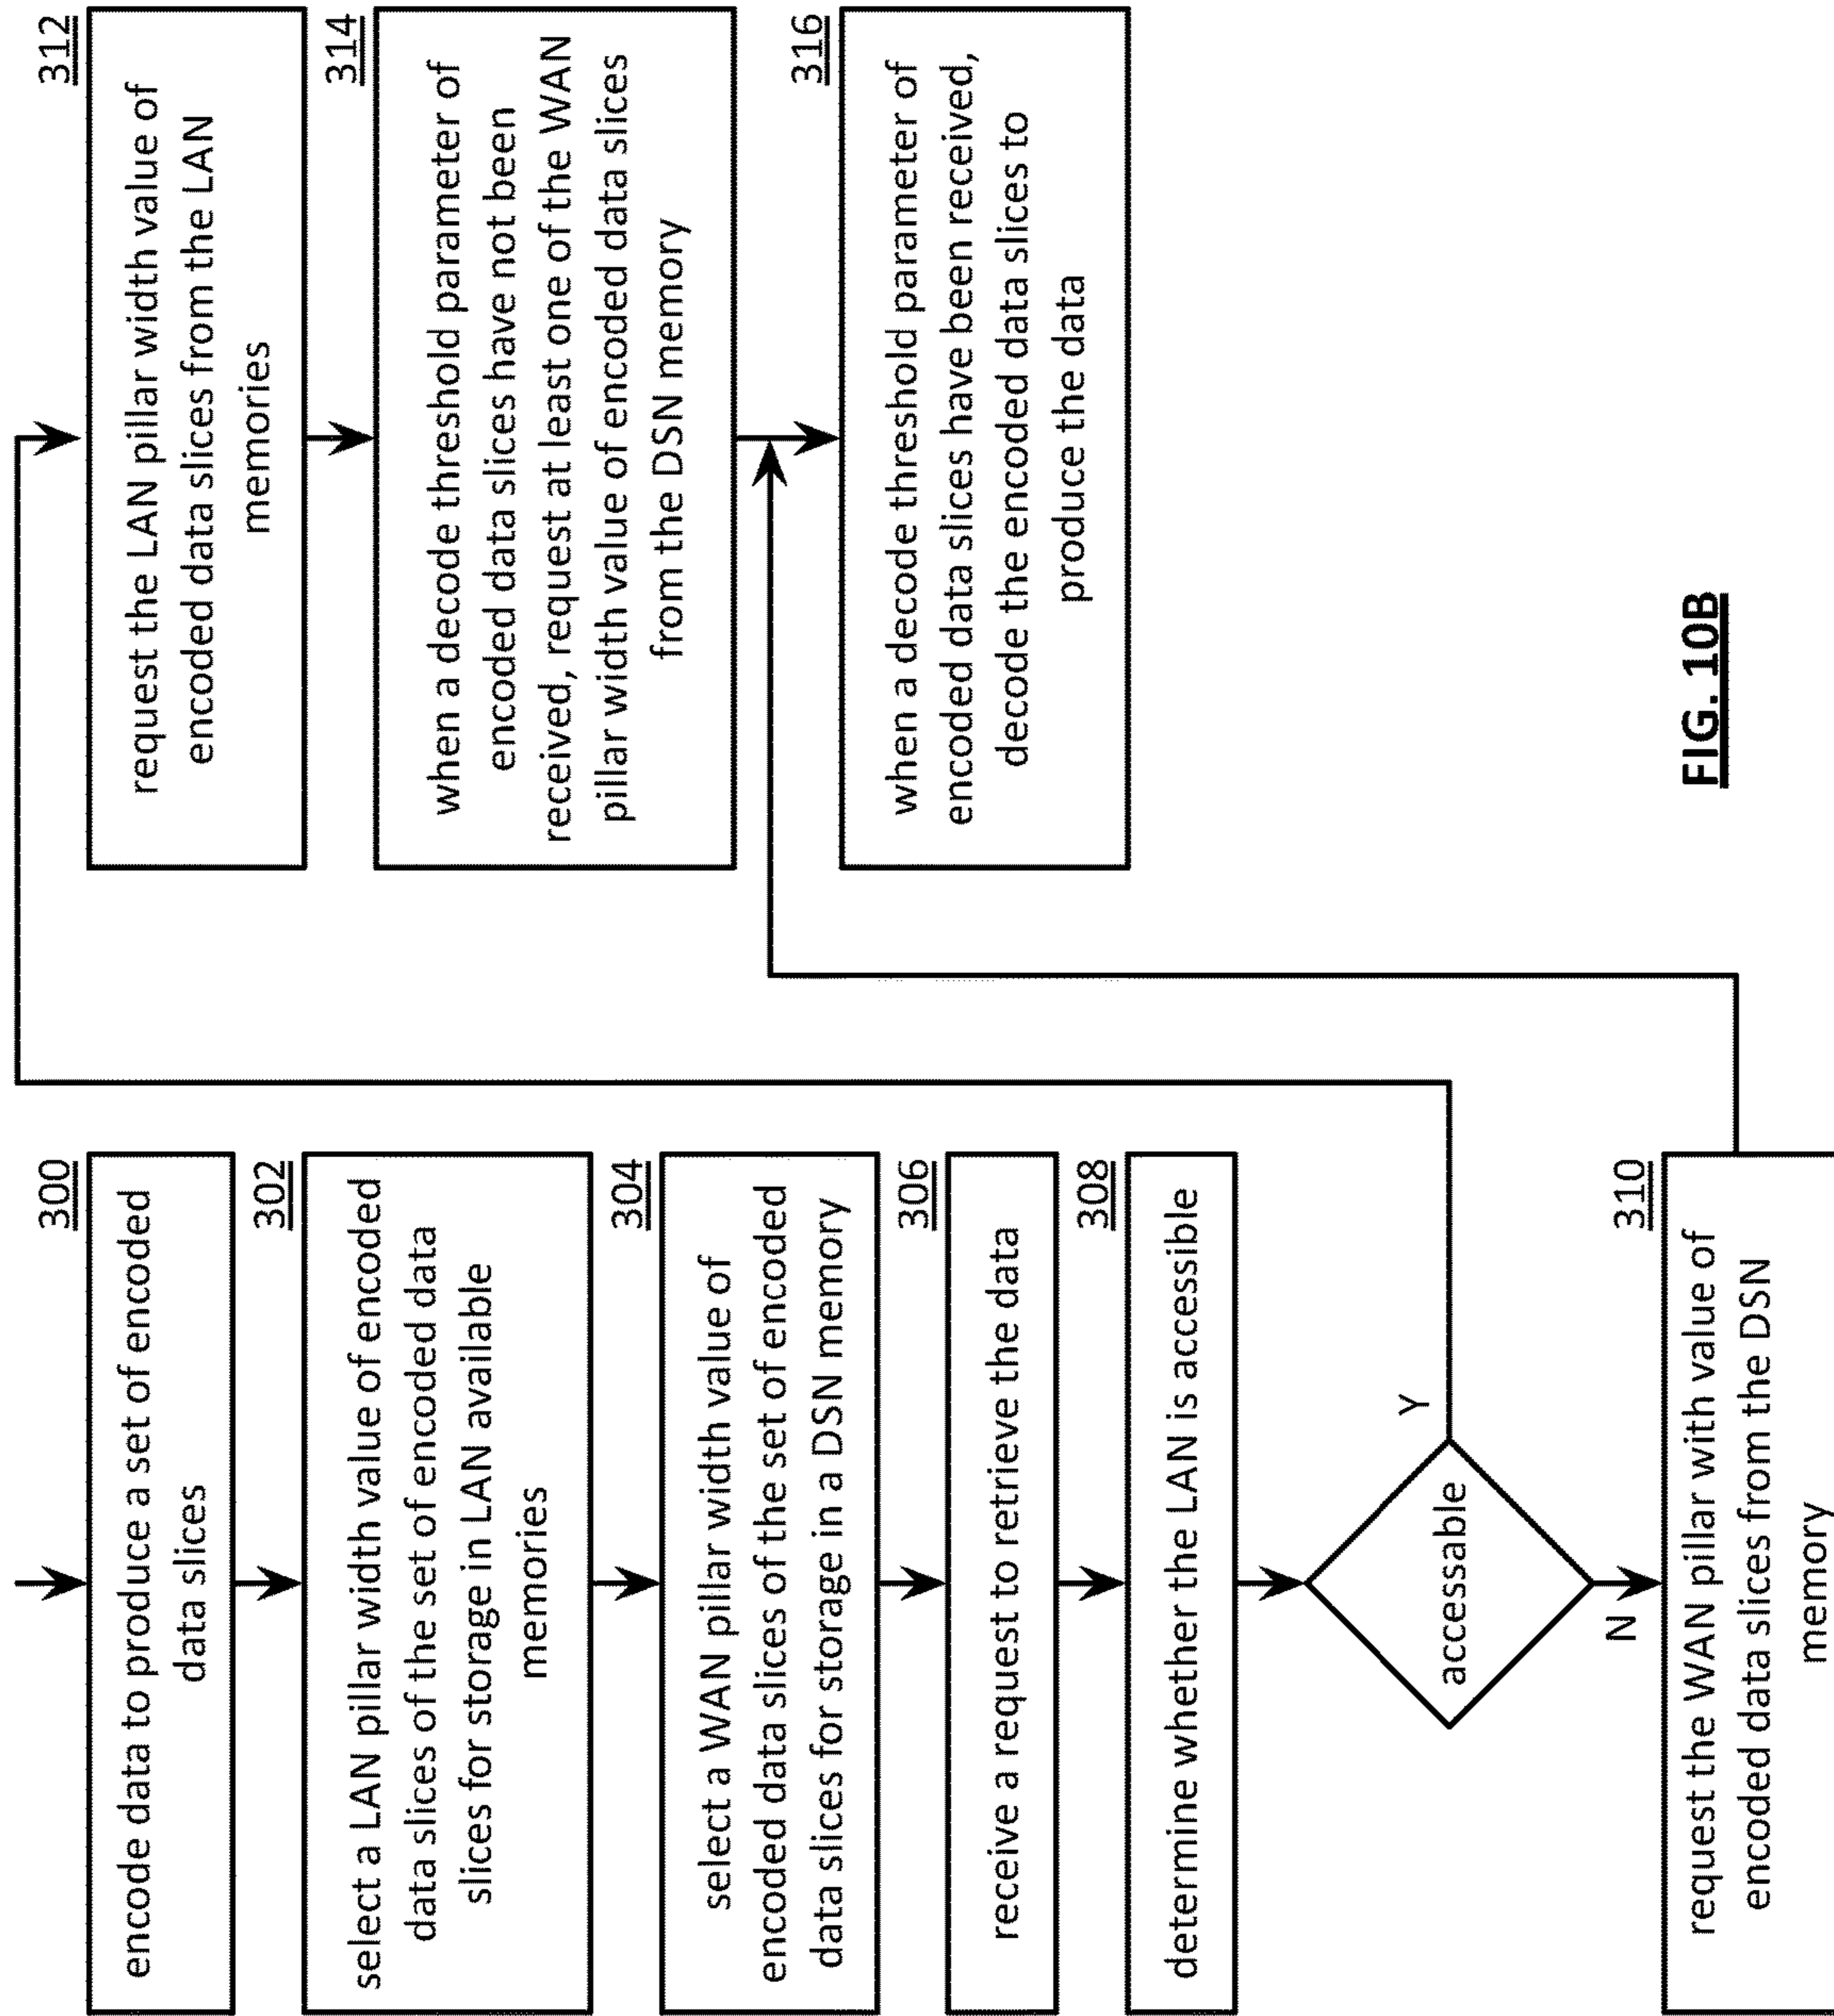 300
encode data to produce a set of encoded
data slices
302
select a LAN pillar width value of encoded
data slices of the set of encoded data
slices for storage in LAN available
memories
304
select a WAN pillar width value of
encoded data slices of the set of encoded
data slices for storage in a DSN memory
306
receive a request to retrieve the data
308
determine whether the LAN is accessible
accessable
Y
N
310
request the WAN pillar with value of
encoded data slices from the DSN
memory
312
request the LAN pillar width value of
encoded data slices from the LAN
memories
314
when a decode threshold parameter of
encoded data slices have not been
received, request at least one of the WAN
pillar width value of encoded data slices
from the DSN memory
316
when a decode threshold parameter of
encoded data slices have been received,
decode the encoded data slices to
produce the data
FIG. 10B